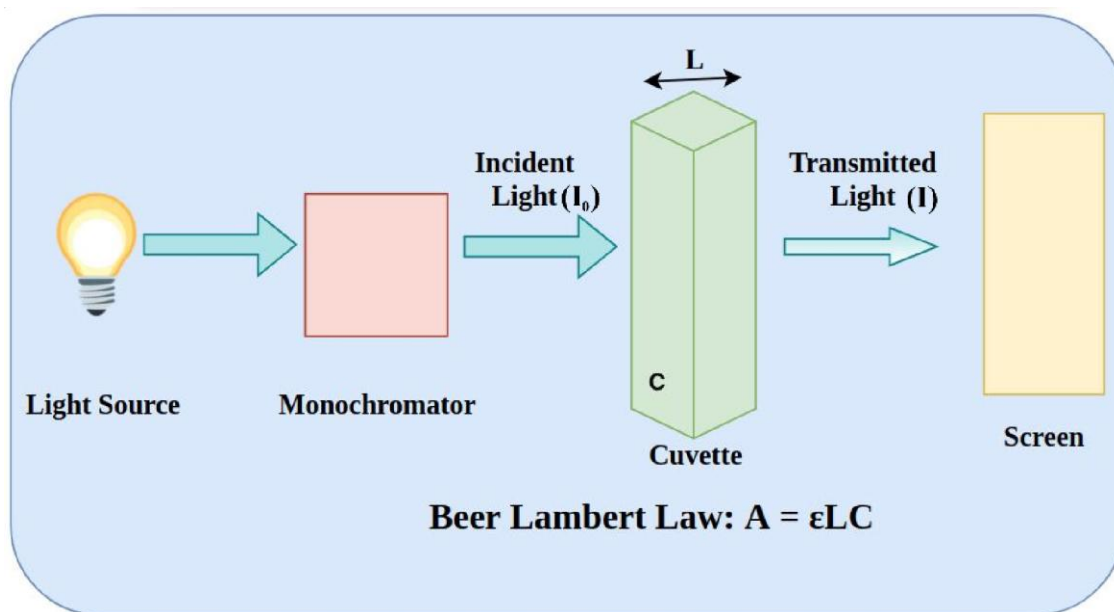 L
Incident
Light (I₀)
Transmitted
Light (I)
C
Light Source
Monochromator
Cuvette
Screen
Beer Lambert Law: A = εLC